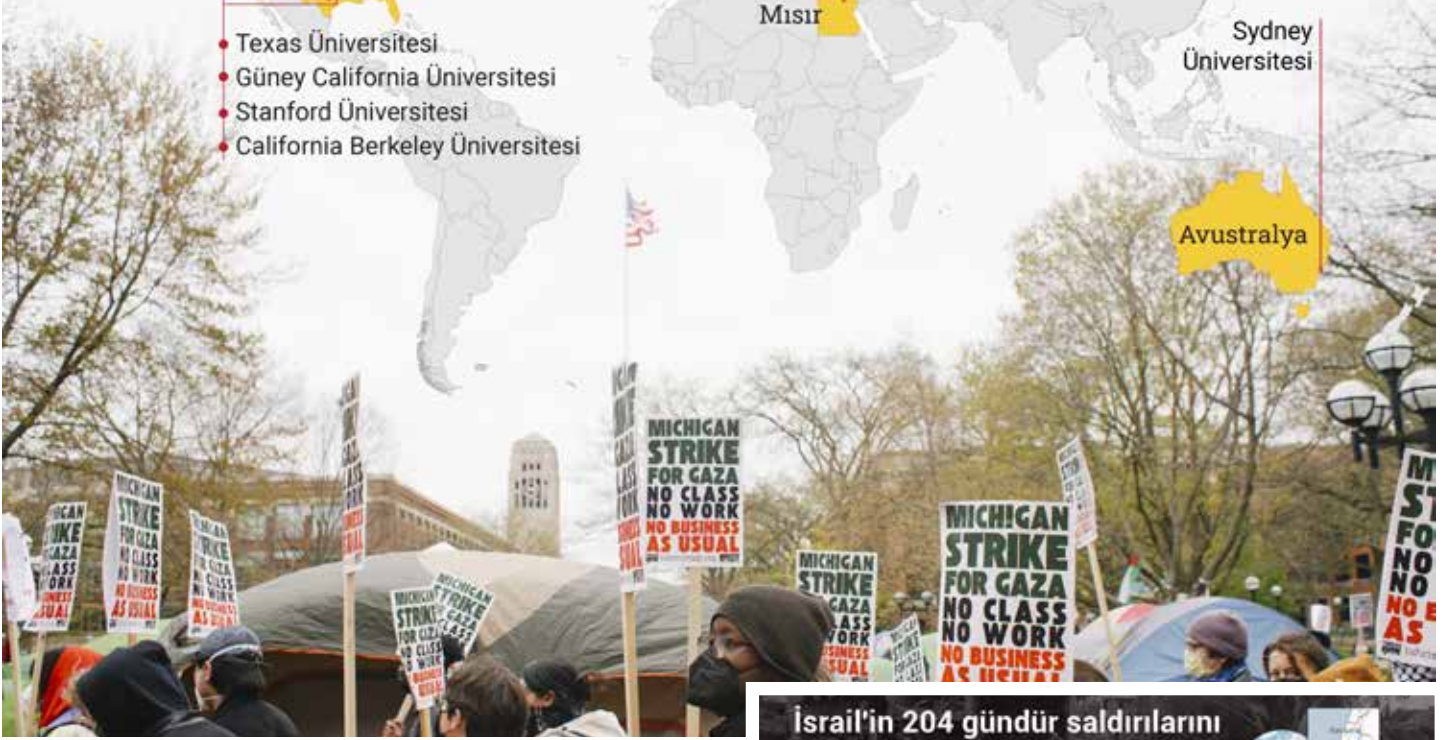 Mısır
Texas Üniversitesi
Güney California Üniversitesi
Stanford Üniversitesi
California Berkeley Üniversitesi
Sydney
Üniversitesi
Avustralya
MICHIGAN
STRIKE
FOR GAZA
NO CLASS
NO WORK
NO BUSINESS
AS USUAL
MICHIGAN
STRIKE
FOR GAZA
NO CLASS
NO WORK
NO BUSINESS
AS USUAL
MICHIGAN
STRIKE
FOR GAZA
NO CLASS
NO WORK
NO BUSINESS
AS USUAL
MICHIGAN
STRIKE
GAZA
CLASS
WORK
MICHIGAN
STRIKE
İsrail'in 204 gündür saldırılarını